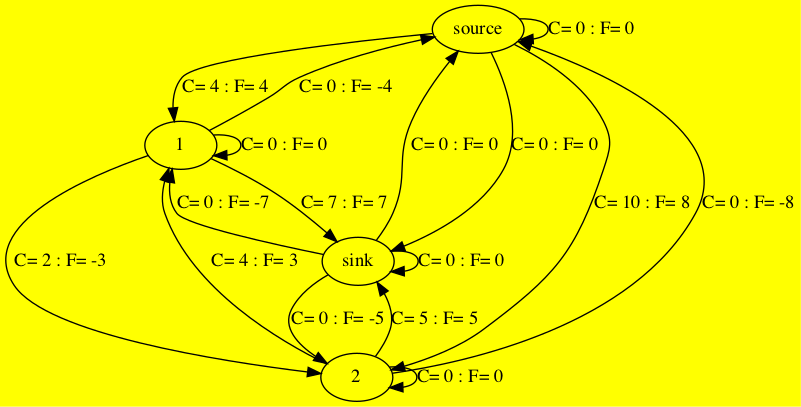 source
C= 0 : F= 0
C= 4 : F= 4
C= 0 : F= -4
1
C= 0 : F= 0
C= 0 : F= 0
C= 0 : F= 0
C= 0 : F= -7
C= 7 : F= 7
C= 10 : F= 8
C= 0 : F= -8
C= 2 : F= -3
C= 4 : F= 3
sink
C= 0 : F= 0
C= 0 : F= -5
C= 5 : F= 5
2
C= 0 : F= 0